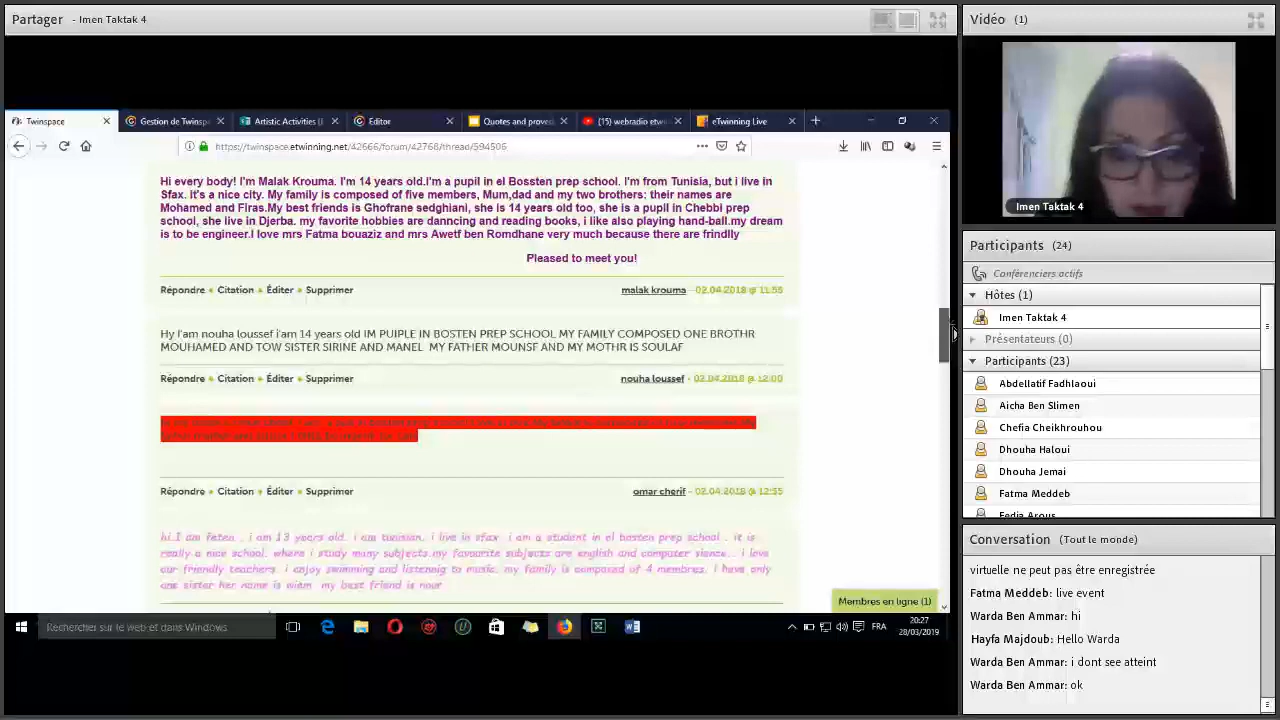 Partager - Imen Taktak 4
Twinspace
Gestion de Twinsp
Artistic Activities (
Editor
Quotes and prove
(15) webradio etwi
eTwinning Live
https://twinspace.etwinning.net/42666/forum/42768/thread/594506
Hi every body! I'm Malak Krouma. I'm 14 years old.I'm a pupil in el Bossten prep school. I'm from Tunisia, but i live in
Sfax. it's a nice city. My family is composed of five members, Mum,dad and my two brothers: their names are
Mohamed and Firas.My best friends is Ghofrane sedghiani, she is 14 years old too, she is a pupil in Chebbi prep
school, she live in Djerba. my favorite hobbies are danncing and reading books, i like also playing hand-ball.my dream
is to be engineer.I love mrs Fatma bouaziz and mrs Awetf ben Romdhane very much because there are frindlly
Pleased to meet you!
Répondre Citation Éditer Supprimer
malak krouma - 02.04.2018 @ 11:55
Hy i'am nouha loussef i'am 14 years old IM PUIPLE IN BOSTEN PREP SCHOOL MY FAMILY COMPOSED ONE BROTHR
MOUHAMED AND TOW SISTER SIRINE AND MANEL MY FATHER MOUNSF AND MY MOTHR IS SOULAF
Répondre Citation Éditer Supprimer
nouha loussef - 02.04.2018 @ 12:00
Répondre Citation Éditer Supprimer
omar cherif - 02.04.2018 @ 12:55
hi.I am feten . i am 13 years old. i am tunisian. i live in sfax. i am a student in el bosten prep school . it is
really a nice school. where i study many subjects.my favourite subjects are english and computer sience.. i love
our friendly teachers. i enjoy swimming and listennig to music. my family is composed of 4 membres. i have only
one sister her name is wiem. my best friend is nour
Membres en ligne (1)
Rechercher sur le web et dans Windows
FRA
20:27
28/03/2019
Vidéo (1)
Imen Taktak 4
Participants (24)
Conférenciers actifs
Hôtes (1)
Imen Taktak 4
Présentateurs (0)
Participants (23)
Abdellatif Fadhlaoui
Aicha Ben Slimen
Chefia Cheikhrouhou
Dhouha Haloui
Dhouha Jemai
Fatma Meddeb
Fedia Arous
Conversation (Tout le monde)
virtuelle ne peut pas être enregistrée
Fatma Meddeb: live event
Warda Ben Ammar: hi
Hayfa Majdoub: Hello Warda
Warda Ben Ammar: i dont see atteint
Warda Ben Ammar: ok